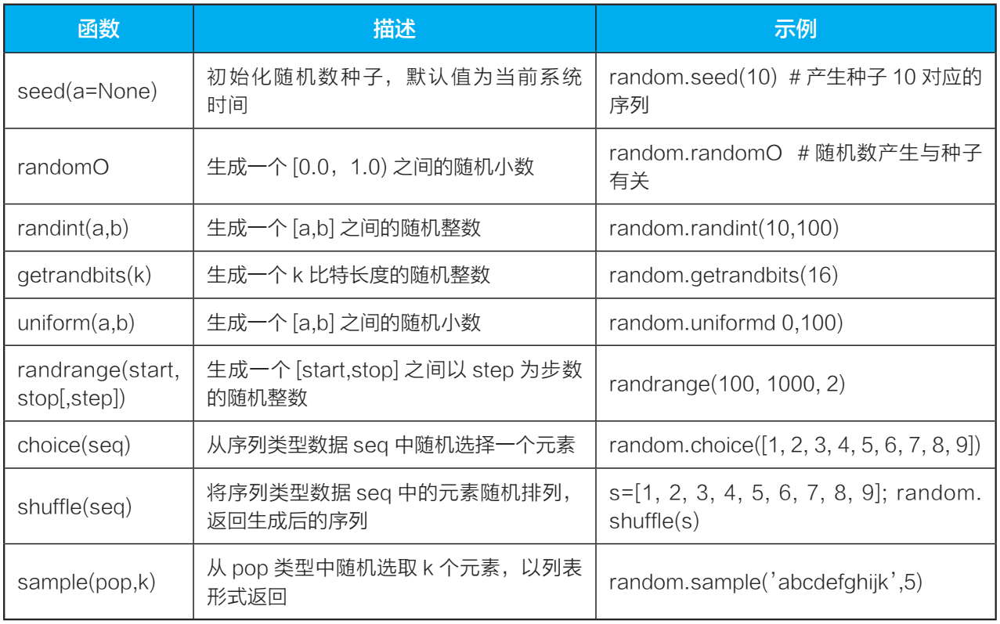 函数 描述 示例
seed(a=None)
初始化随机数种子，默认值为当前系统
时间
random.seed(10) # 产生种子 10 对应的
序列
randomO
生成一个 [0.0，1.0) 之间的随机小数
random.randomO # 随机数产生与种子
有关
randint(a,b)
生成一个 [a,b] 之间的随机整数
random.randint(10,100)
getrandbits(k)
生成一个 k 比特长度的随机整数
random.getrandbits(16)
uniform(a,b)
生成一个 [a,b] 之间的随机小数
random.uniformd 0,100)
randrange(start,
stop[,step])
生成一个 [start,stop] 之间以 step 为步数
的随机整数
randrange(100, 1000, 2)
choice(seq)
从序列类型数据 seq 中随机选择一个元素
random.choice([1, 2, 3, 4, 5, 6, 7, 8, 9])
shuffle(seq)
将序列类型数据 seq 中的元素随机排列，
返回生成后的序列
s=[1, 2, 3, 4, 5, 6, 7, 8, 9]; random.
shuffle(s)
sample(pop,k)
从 pop 类型中随机选取 k 个元素，以列表
形式返回
random.sample(’abcdefghijk’,5)